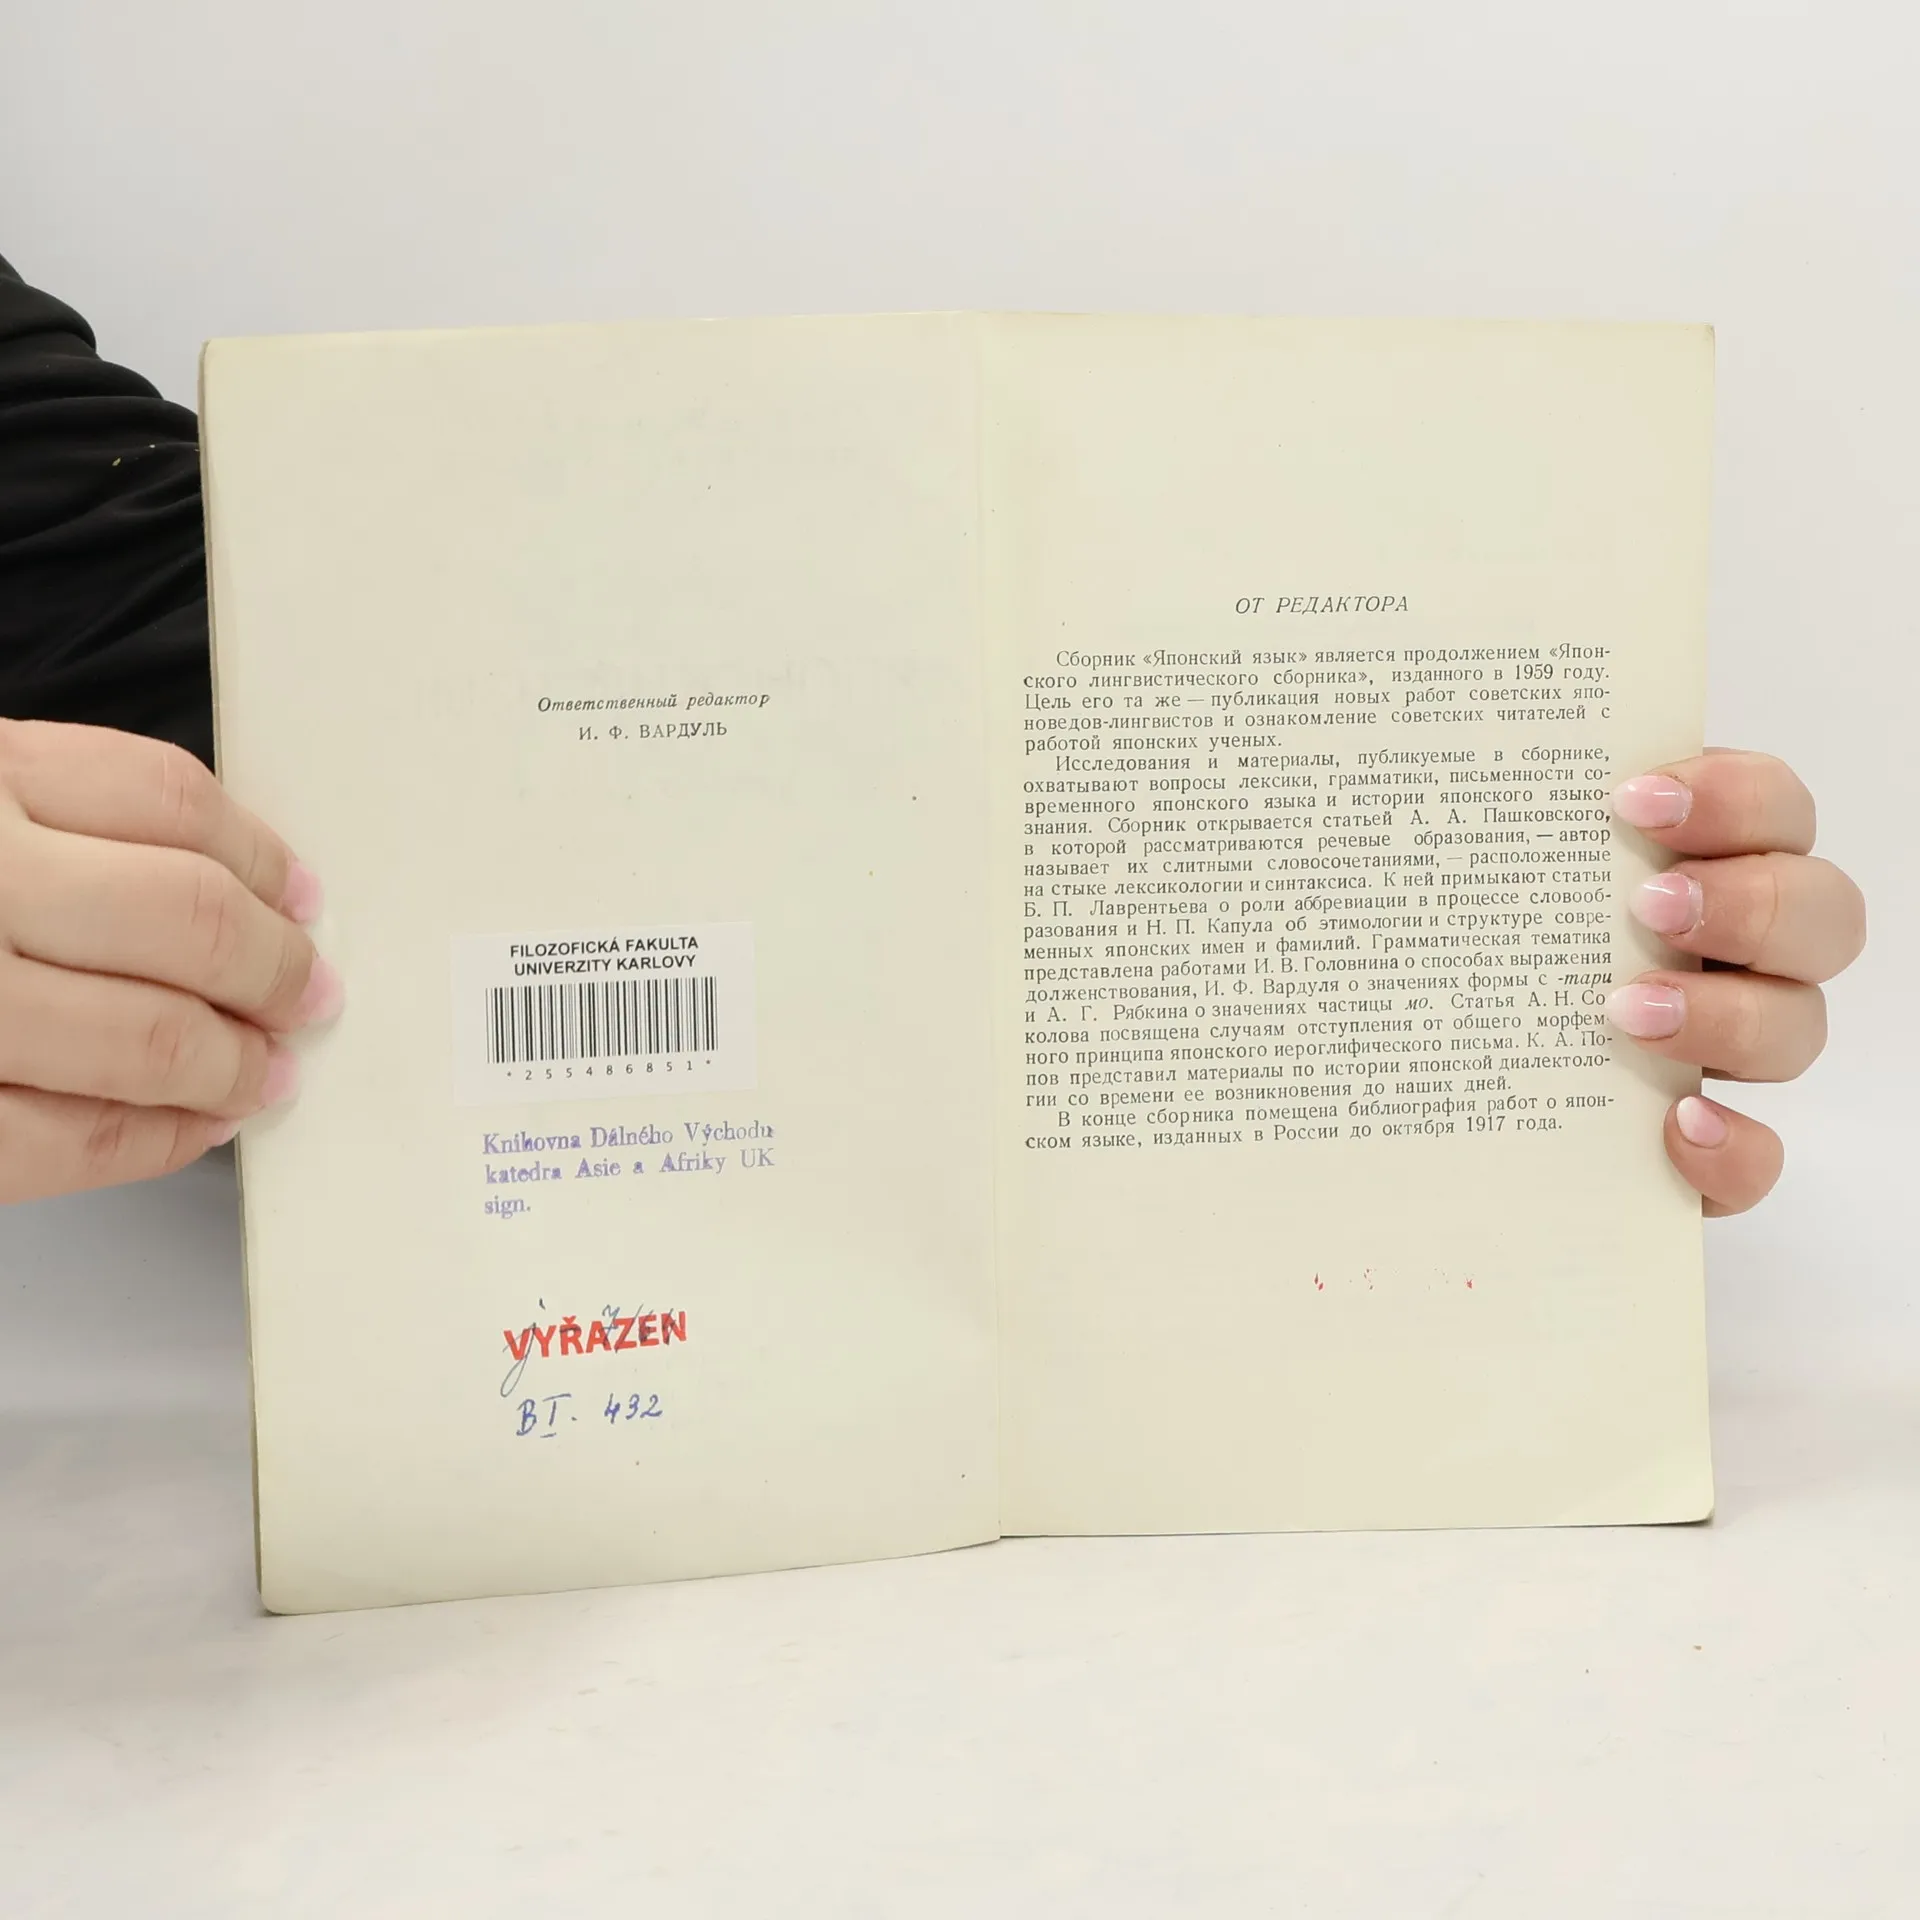 Ответственный редактор
И. Ф. ВАРДУЛЬ
FILOZOFICKÁ FAKULTA
UNIVERZITY KARLOVY
* 2 5 5 4 8 6 8 5 1 *
Knihovna Dálného Východu
katedra Asie a Afriky UK
sign.
VYŘAZEN
BI. 432
ОТ РЕДАКТОРА
Сборник «Японский язык» является продолжением «Япон-
ского лингвистического сборника», изданного в 1959 году.
Цель его та же — публикация новых работ советских япо-
новедов-лингвистов и ознакомление советских читателей с
работой японских ученых.
Исследования и материалы, публикуемые в сборнике,
охватывают вопросы лексики, грамматики, письменности со-
временного японского языка и истории японского языко-
знания. Сборник открывается статьей А. А. Пашковского,
в которой рассматриваются речевые образования, — автор
называет их слитными словосочетаниями, — расположенные
на стыке лексикологии и синтаксиса. К ней примыкают статьи
Б. П. Лаврентьева о роли аббревиации в процессе словооб-
разования и Н. П. Капула об этимологии и структуре совре-
менных японских имен и фамилий. Грамматическая тематика
представлена работами И. В. Головнина о способах выражения
долженствования, И. Ф. Вардуля о значениях формы с -тари
и А. Г. Рябкина о значениях частицы мо. Статья А. Н. Со
колова посвящена случаям отступления от общего морфем-
ного принципа японского иероглифического письма. К. А. По-
пов представил материалы по истории японской диалектоло-
гии со времени ее возникновения до наших дней.
В конце сборника помещена библиография работ о япон-
ском языке, изданных в России до октября 1917 года.